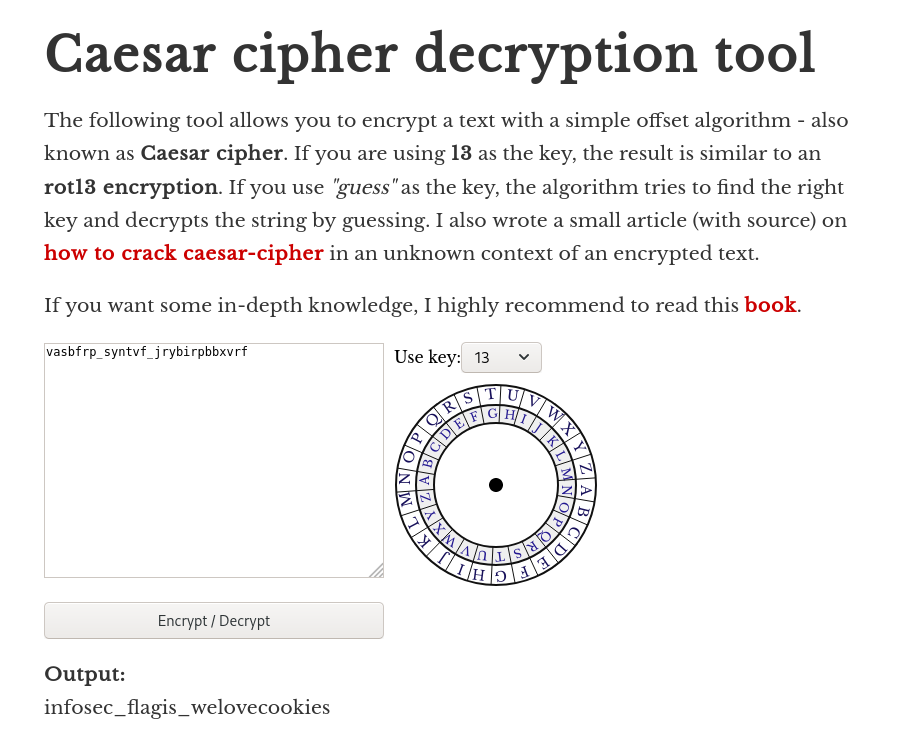 Caesar cipher decryption tool
The following tool allows you to encrypt a text with a simple offset algorithm - also
known as Caesar cipher. If you are using 13 as the key, the result is similar to an
rot13 encryption. If you use "guess" as the key, the algorithm tries to find the right
key and decrypts the string by guessing. I also wrote a small article (with source) on
how to crack caesar-cipher in an unknown context of an encrypted text.
If you want some in-depth knowledge, I highly recommend to read this book.
vasbfrp_syntvf_jrybirpbbxvrf
Use key: 13
A B C D E F G H I J K L M N O P Q R S T U V W X Y Z
A B C D E F G H I J K L M N O P Q R S T U V W X Y Z
Encrypt / Decrypt
Output:
infosec_flagis_welovecookies